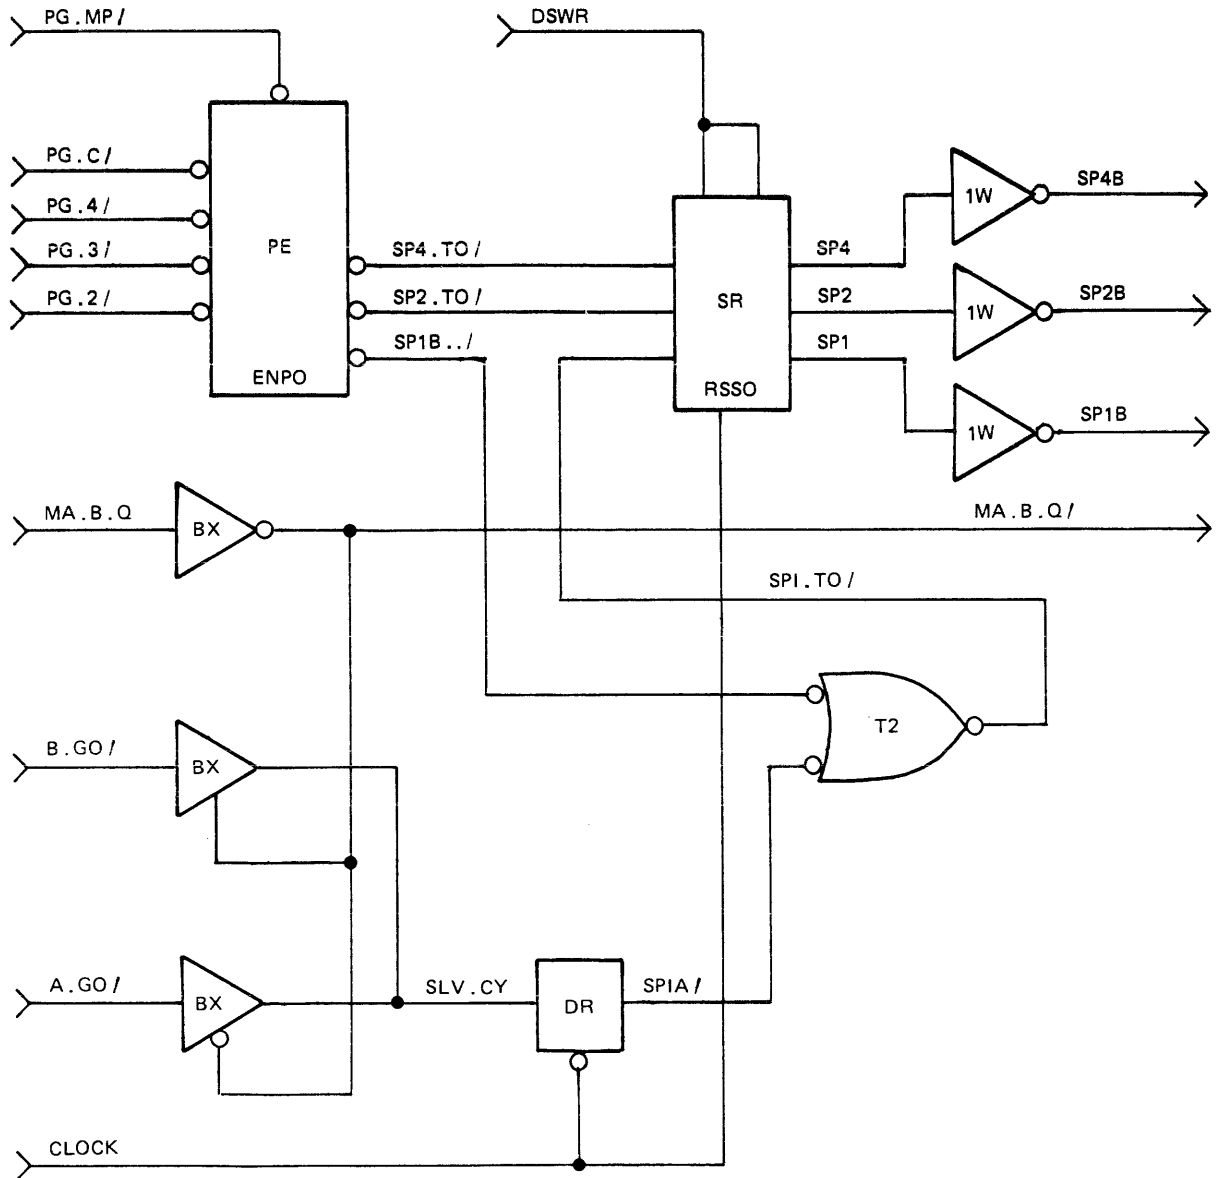 PG.MP/
DSWR
PG.C/
PG.4/
PG.3/
PG.2/
PE
ENPO
SP4.TO/
SP2.TO/
SP1B../
SR
RSSO
SP4
SP2
SP1
1W
SP4B
1W
SP2B
1W
SP1B
MA.B.Q
BX
MA.B.Q/
SPI.TO/
B.GO/
BX
T2
A.GO/
BX
SLV.CY
DR
SPIA/
CLOCK